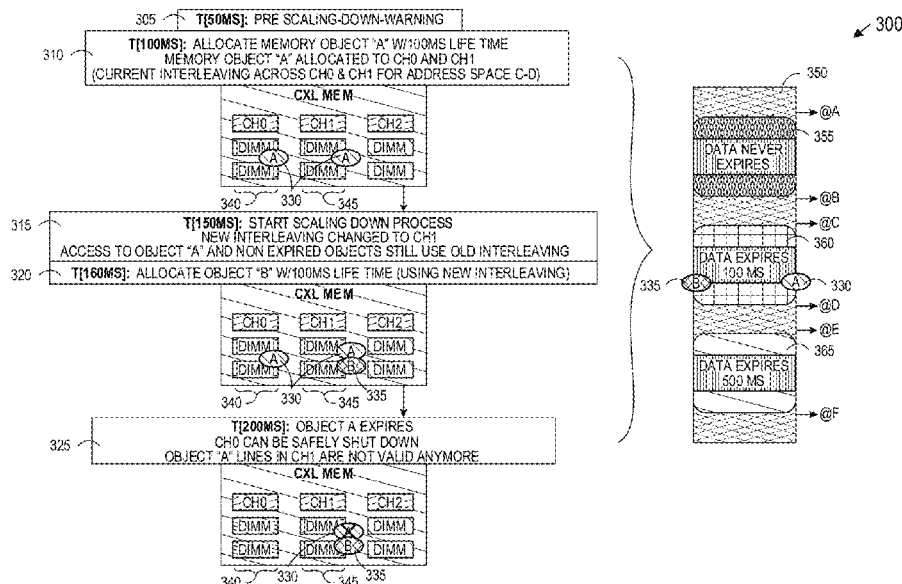 300
305
T[50MS]: PRE SCALING-DOWN-WARNING
310
T[100MS]: ALLOCATE MEMORY OBJECT "A" W/100MS LIFE TIME
MEMORY OBJECT "A" ALLOCATED TO CH0 AND CH1
(CURRENT INTERLEAVING ACROSS CH0 & CH1 FOR ADDRESS SPACE C-D)
CXL MEM
CH0 CH1 CH2
DIMM DIMM DIMM
A A
DIMM DIMM DIMM
340 330 345
315
T[150MS]: START SCALING DOWN PROCESS
NEW INTERLEAVING CHANGED TO CH1
ACCESS TO OBJECT "A" AND NON EXPIRED OBJECTS STILL USE OLD INTERLEAVING
320
T[160MS]: ALLOCATE OBJECT "B" W/100MS LIFE TIME (USING NEW INTERLEAVING)
CXL MEM
CH0 CH1 CH2
DIMM DIMM DIMM
A A
DIMM DIMM B DIMM
340 330 345 335
325
T[200MS]: OBJECT A EXPIRES
CH0 CAN BE SAFELY SHUT DOWN
OBJECT "A" LINES IN CH1 ARE NOT VALID ANYMORE
CXL MEM
CH0 CH1 CH2
DIMM DIMM DIMM
DIMM DIMM B DIMM
340 330 345 335
350
@A
355
DATA NEVER
EXPIRES
@B
@C
360
DATA EXPIRES
100 MS
335 B A 330
@D
@E
365
DATA EXPIRES
500 MS
@F